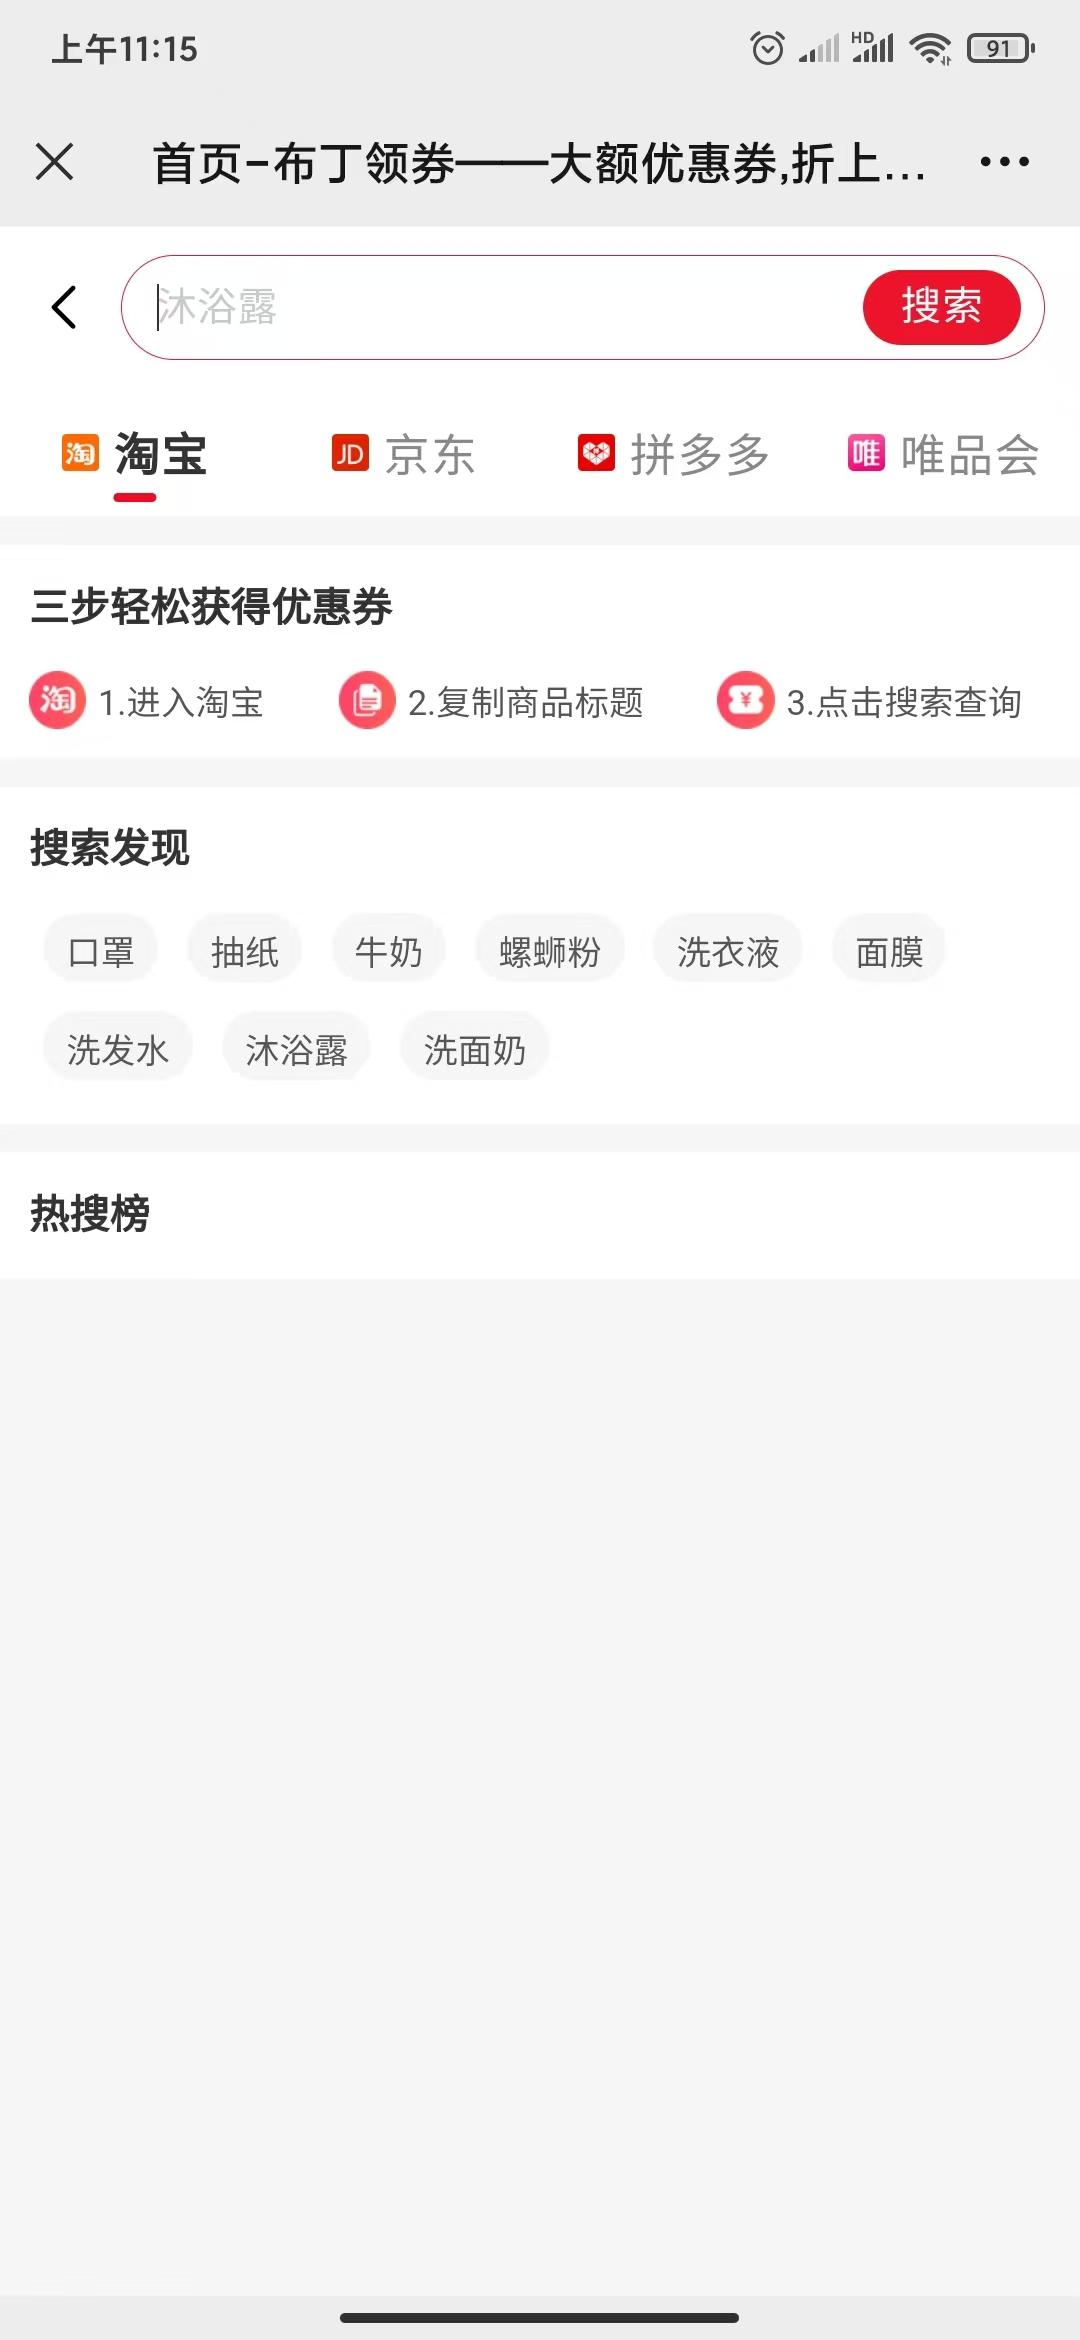 上午11:15 HD 91
首页-布丁领券——大额优惠券,折上...
沐浴露 搜索
淘 淘宝 JD 京东 拼多多 唯 唯品会
三步轻松获得优惠券
淘 1.进入淘宝 2.复制商品标题 ¥ 3.点击搜索查询
搜索发现
口罩 抽纸 牛奶 螺蛳粉 洗衣液 面膜
洗发水 沐浴露 洗面奶
热搜榜